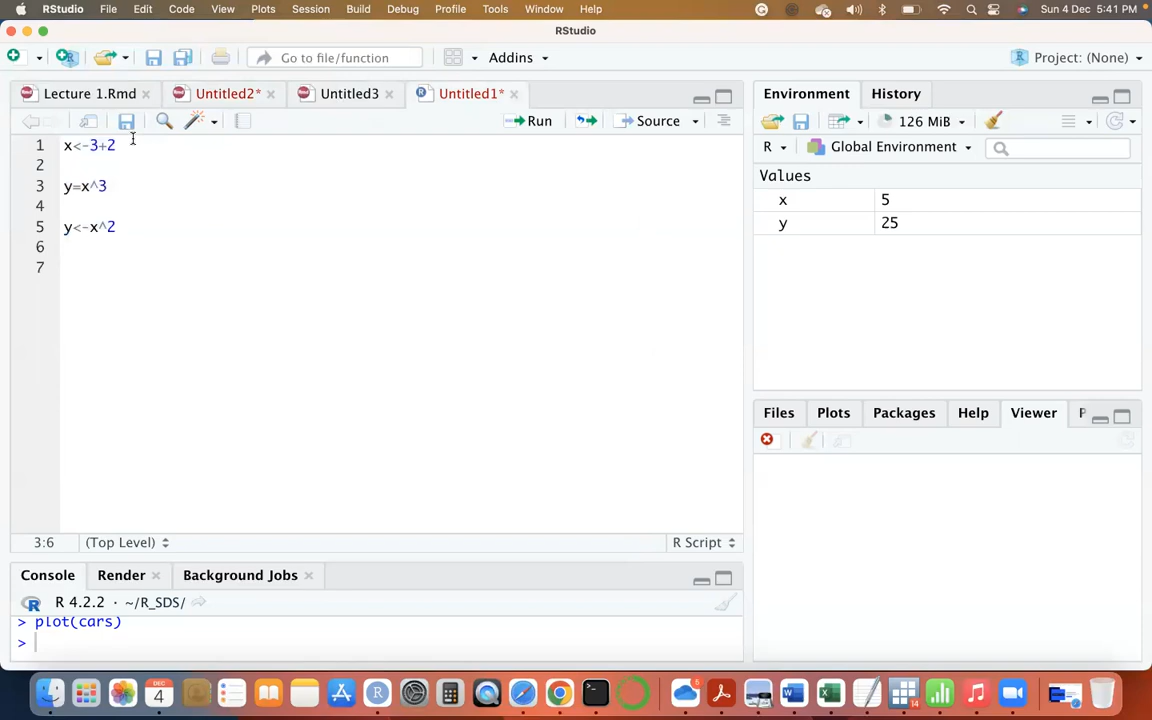 RStudio File Edit Code View Plots Session Build Debug Profile Tools Window Help Sun 4 Dec 5:41 PM
RStudio
Go to file/function Addins Project: (None)
Lecture 1.Rmd Untitled2* Untitled3 Untitled1*
Run Source
1 x<-3+2
2
3 y=x^3
4
5 y<-x^2
6
7
3:6 (Top Level) R Script
Console Render Background Jobs
R 4.2.2 · ~/R_SDS/
> plot(cars)
>
Environment History
126 MiB
R Global Environment
Values
x 5
y 25
Files Plots Packages Help Viewer P
DEC
4
14